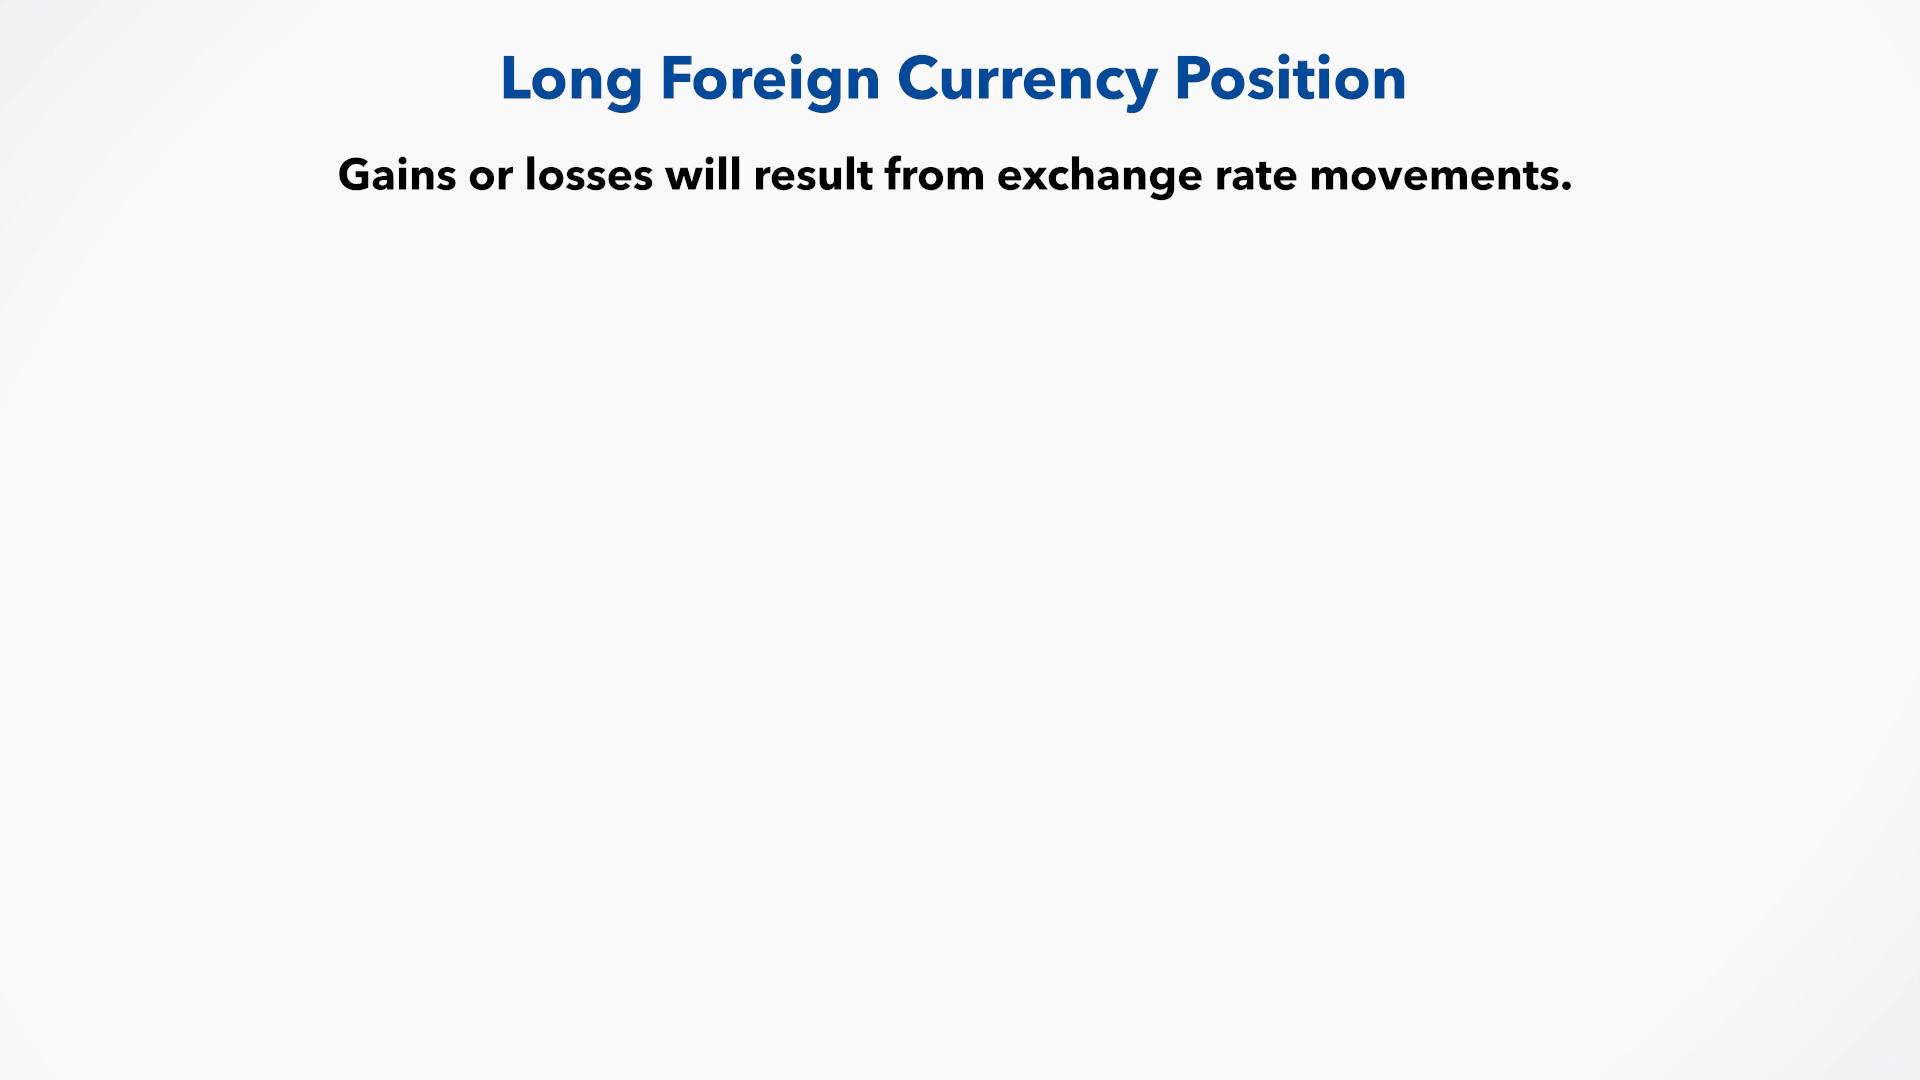 Long Foreign Currency Position
Gains or losses will result from exchange rate movements.